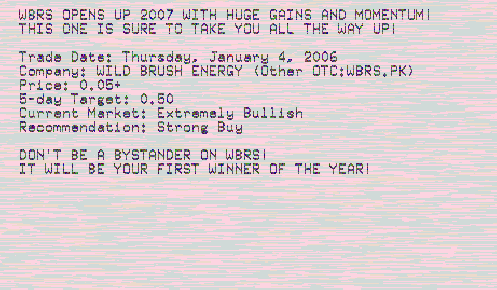 WBRS OPENS UP 2007 WITH HUGE GAINS AND MOMENTUM!
THIS ONE IS SURE TO TAKE YOU ALL THE WAY UP!
Trade Date: Thursday, January 4, 2006
Company: WILD BRUSH ENERGY (Other OTC:WBRS.PK)
Price: 0.05+
5-day Target: 0.50
Current Market: Extremely Bullish
Recommendation: Strong Buy
DON'T BE A BYSTANDER ON WBRS!
IT WILL BE YOUR FIRST WINNER OF THE YEAR!